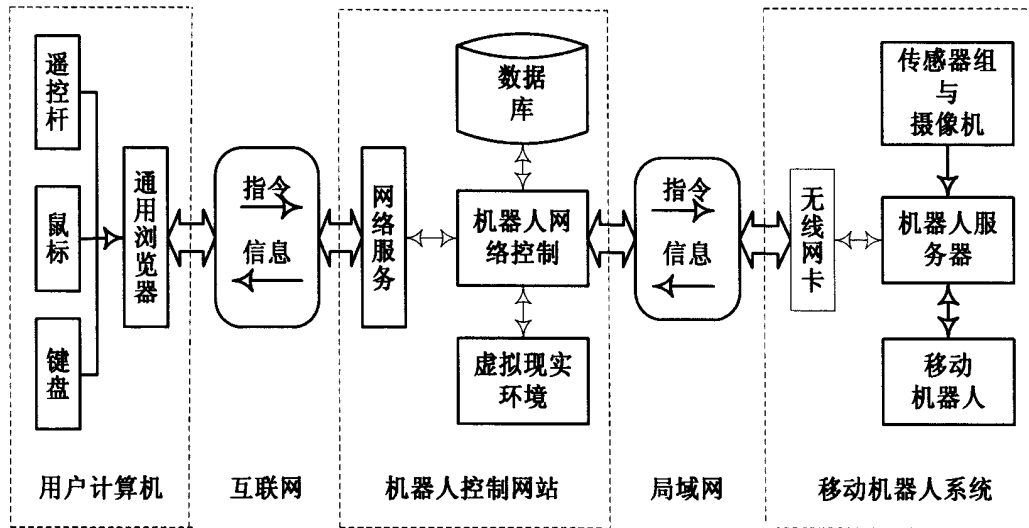 遥控杆
鼠标
键盘
通用浏览器
指令
信息
网络服务
数据
库
机器人网
络控制
虚拟现实
环境
指令
信息
无线网卡
传感器组
与
摄像机
机器人服
务器
移动
机器人
用户计算机
互联网
机器人控制网站
局域网
移动机器人系统